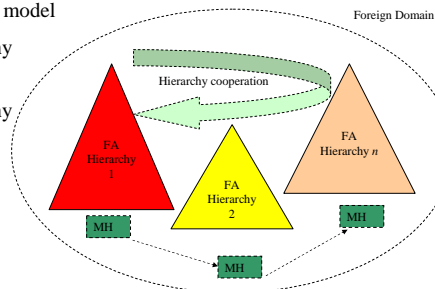 model
Foreign Domain
Hierarchy cooperation
FA
Hierarchy
1
FA
Hierarchy
2
FA
Hierarchy n
MH
MH
MH